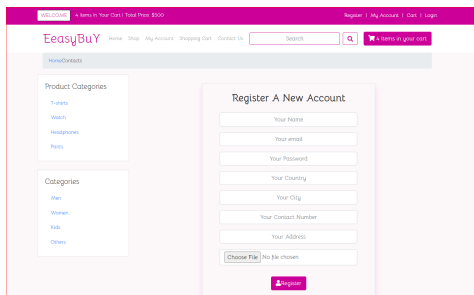 WELCOME 4 Items in Your Cart | Total Price: $500
Register | My Account | Cart | Login
EeasyBuY Home Shop My Account Shopping Cart Contact Us Search 4 items in your cart
HomeContacts
Product Categories
T-shirts
Watch
Headphones
Pants
Categories
Men
Women
Kids
Others
Register A New Account
Your Name
Your email
Your Password
Your Country
Your City
Your Contact Number
Your Address
Choose File No file chosen
Register